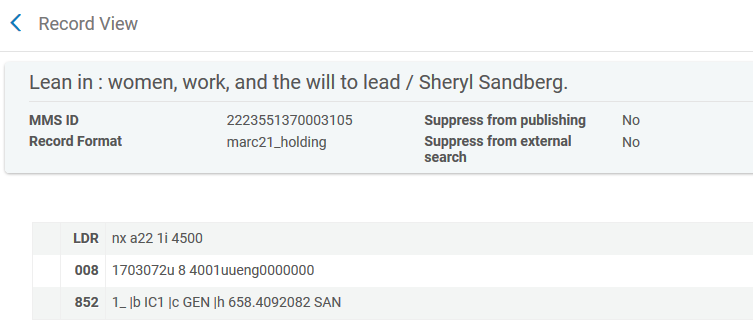 Record View
Lean in : women, work, and the will to lead / Sheryl Sandberg.
MMS ID 2223551370003105 Suppress from publishing No
Record Format marc21_holding Suppress from external search No
LDR nx a22 1i 4500
008 1703072u 8 4001uueng0000000
852 1_ |b IC1 |c GEN |h 658.4092082 SAN